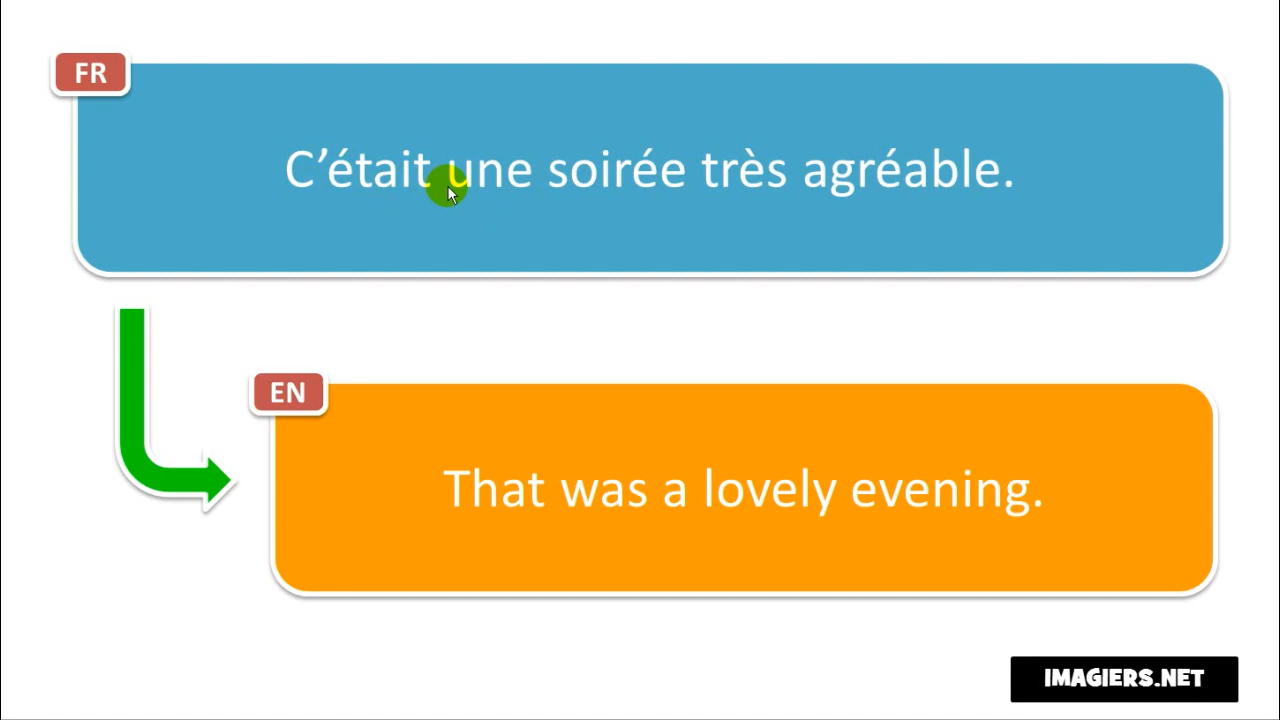 FR
C’était une soirée très agréable.
EN
That was a lovely evening.
IMAGIERS.NET